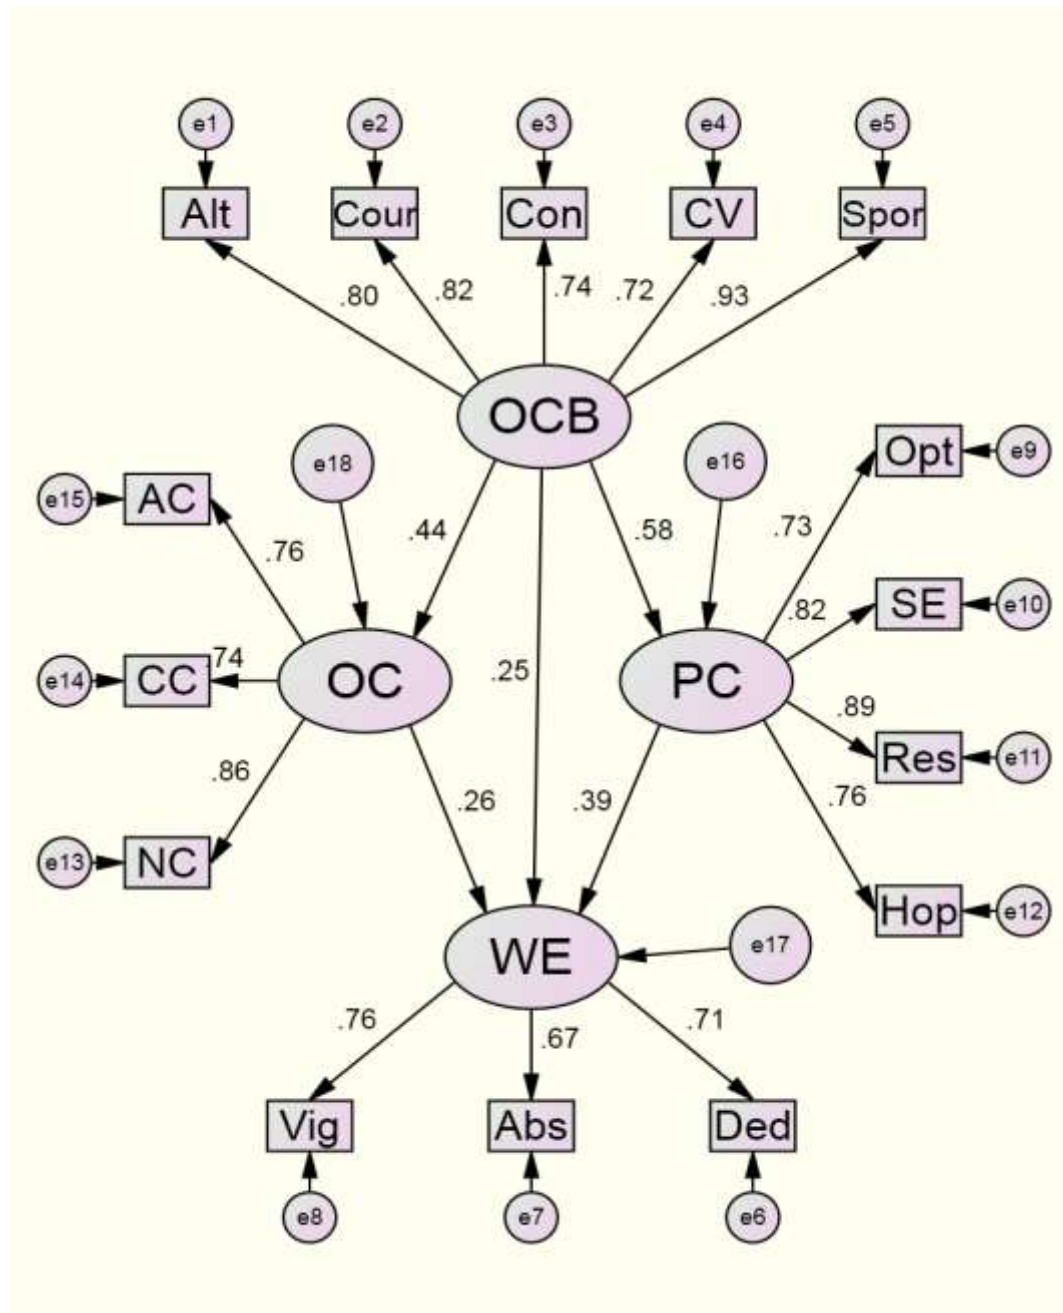 e1 e2 e3 e4 e5
Alt Cour Con CV Spor
.80 .82 .74 .72 .93
OCB
e18 e16 Opt e9
e15 AC
.76 .44 .58 .73
SE e10
.82
.74
e14 CC OC .25 PC
.89
Res e11
.86 .26 .39 .76
e13 NC
Hop e12
WE e17
.76 .67 .71
Vig Abs Ded
e8 e7 e6